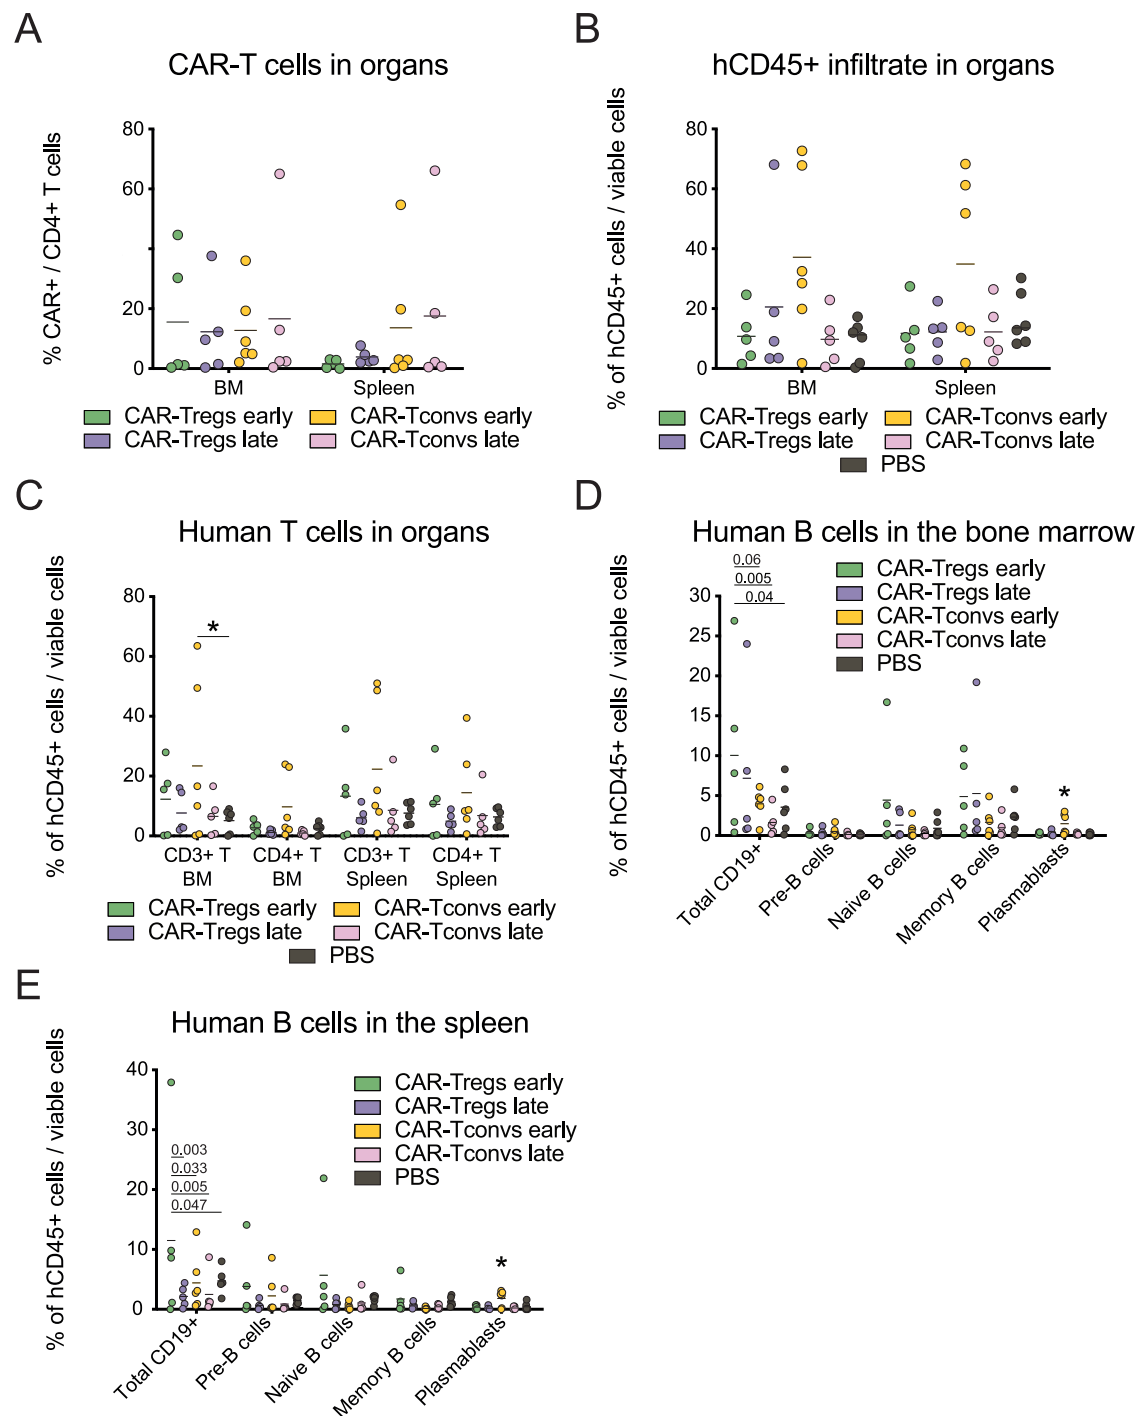 A
CAR-T cells in organs
% CAR+ / CD4+ T cells
80
60
20
0
BM Spleen
CAR-Tregs early CAR-Tconvs early
CAR-Tregs late CAR-Tconvs late
B
hCD45+ infiltrate in organs
% of hCD45+ cells / viable cells
80
60
40
20
0
BM Spleen
CAR-Tregs early CAR-Tconvs early
CAR-Tregs late CAR-Tconvs late
PBS
C
Human T cells in organs
% of hCD45+ cells / viable cells
80
60
40
20
0
*
CD3+ T CD4+ T CD3+ T CD4+ T
BM BM Spleen Spleen
CAR-Tregs early CAR-Tconvs early
CAR-Tregs late CAR-Tconvs late
PBS
D
Human B cells in the bone marrow
% of hCD45+ cells / viable cells
0.06
0.005
0.04
CAR-Tregs early
CAR-Tregs late
CAR-Tconvs early
CAR-Tconvs late
PBS
30
25
20
15
10
5
0
*
Total CD19+
Pre-B cells
Naive B cells
Memory B cells
Plasmablasts
E
Human B cells in the spleen
% of hCD45+ cells / viable cells
40
30
20
10
0
CAR-Tregs early
CAR-Tregs late
CAR-Tconvs early
CAR-Tconvs late
PBS
0.003
0.033
0.005
0.047
*
Total CD19+
Pre-B cells
Naive B cells
Memory B cells
Plasmablasts